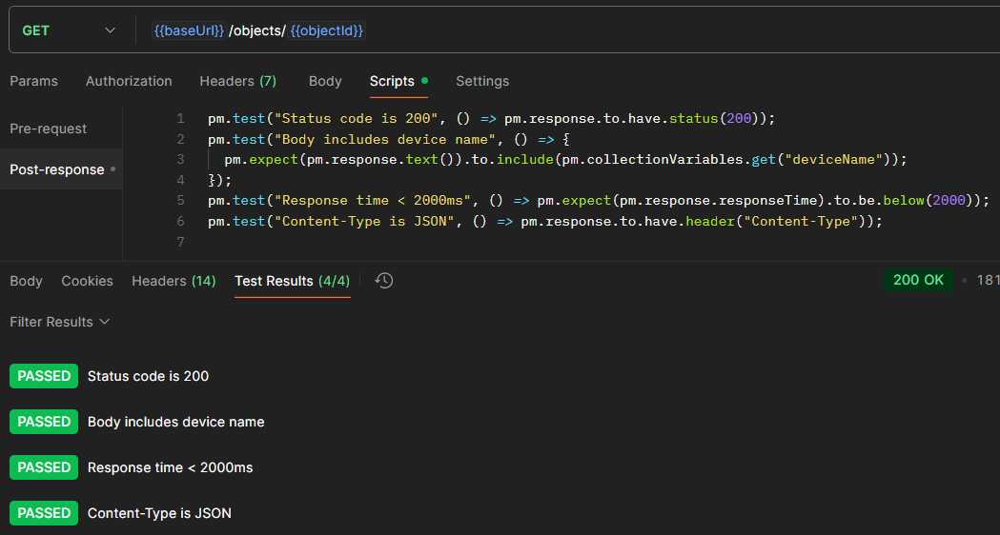 GET {{baseUrl}} /objects/ {{objectId}}
Params Authorization Headers (7) Body Scripts Settings
Pre-request
Post-response
1 pm.test("Status code is 200", () => pm.response.to.have.status(200));
2 pm.test("Body includes device name", () => {
3 pm.expect(pm.response.text()).to.include(pm.collectionVariables.get("deviceName"));
4 });
5 pm.test("Response time < 2000ms", () => pm.expect(pm.response.responseTime).to.be.below(2000));
6 pm.test("Content-Type is JSON", () => pm.response.to.have.header("Content-Type"));
7
Body Cookies Headers (14) Test Results (4/4) 200 OK • 181
Filter Results
PASSED Status code is 200
PASSED Body includes device name
PASSED Response time < 2000ms
PASSED Content-Type is JSON